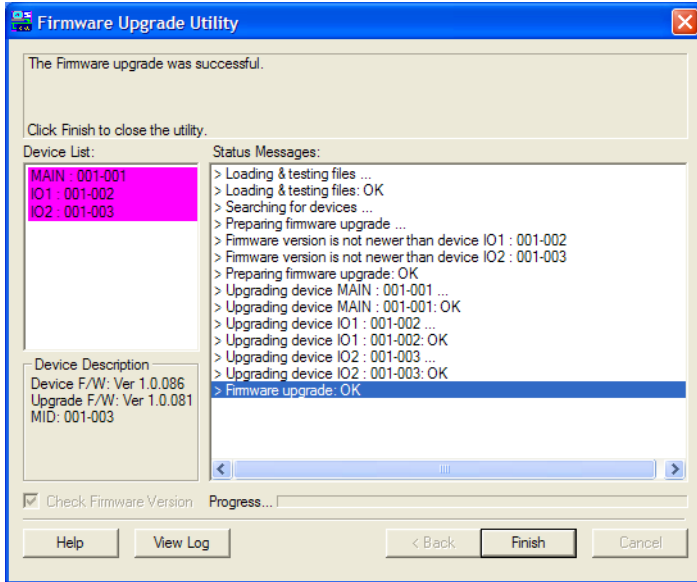 Firmware Upgrade Utility
The Firmware upgrade was successful.
Click Finish to close the utility.
Device List:
MAIN : 001-001
IO1 : 001-002
IO2 : 001-003
Status Messages:
> Loading & testing files ...
> Loading & testing files: OK
> Searching for devices ...
> Preparing firmware upgrade ...
> Firmware version is not newer than device IO1 : 001-002
> Firmware version is not newer than device IO2 : 001-003
> Preparing firmware upgrade: OK
> Upgrading device MAIN : 001-001 ...
> Upgrading device MAIN : 001-001: OK
> Upgrading device IO1 : 001-002 ...
> Upgrading device IO1 : 001-002: OK
> Upgrading device IO2 : 001-003 ...
> Upgrading device IO2 : 001-003: OK
> Firmware upgrade: OK
Device Description
Device F/W: Ver 1.0.086
Upgrade F/W: Ver 1.0.081
MID: 001-003
Check Firmware Version
Progress...
Help
View Log
< Back
Finish
Cancel